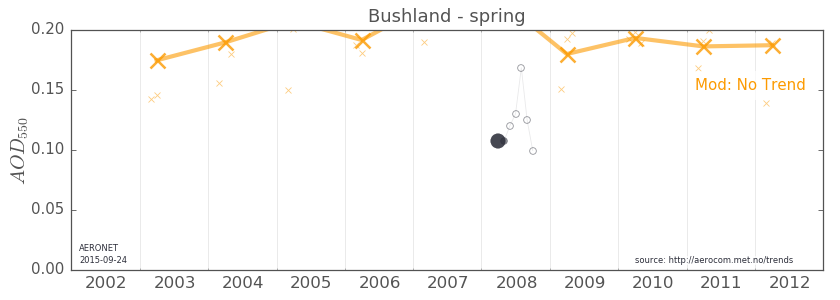 Bushland - spring
0.20
0.15
0.10
0.05
0.00
AOD550
Mod: No Trend
AERONET
2015-09-24
source: http://aerocom.met.no/trends
2002 2003 2004 2005 2006 2007 2008 2009 2010 2011 2012